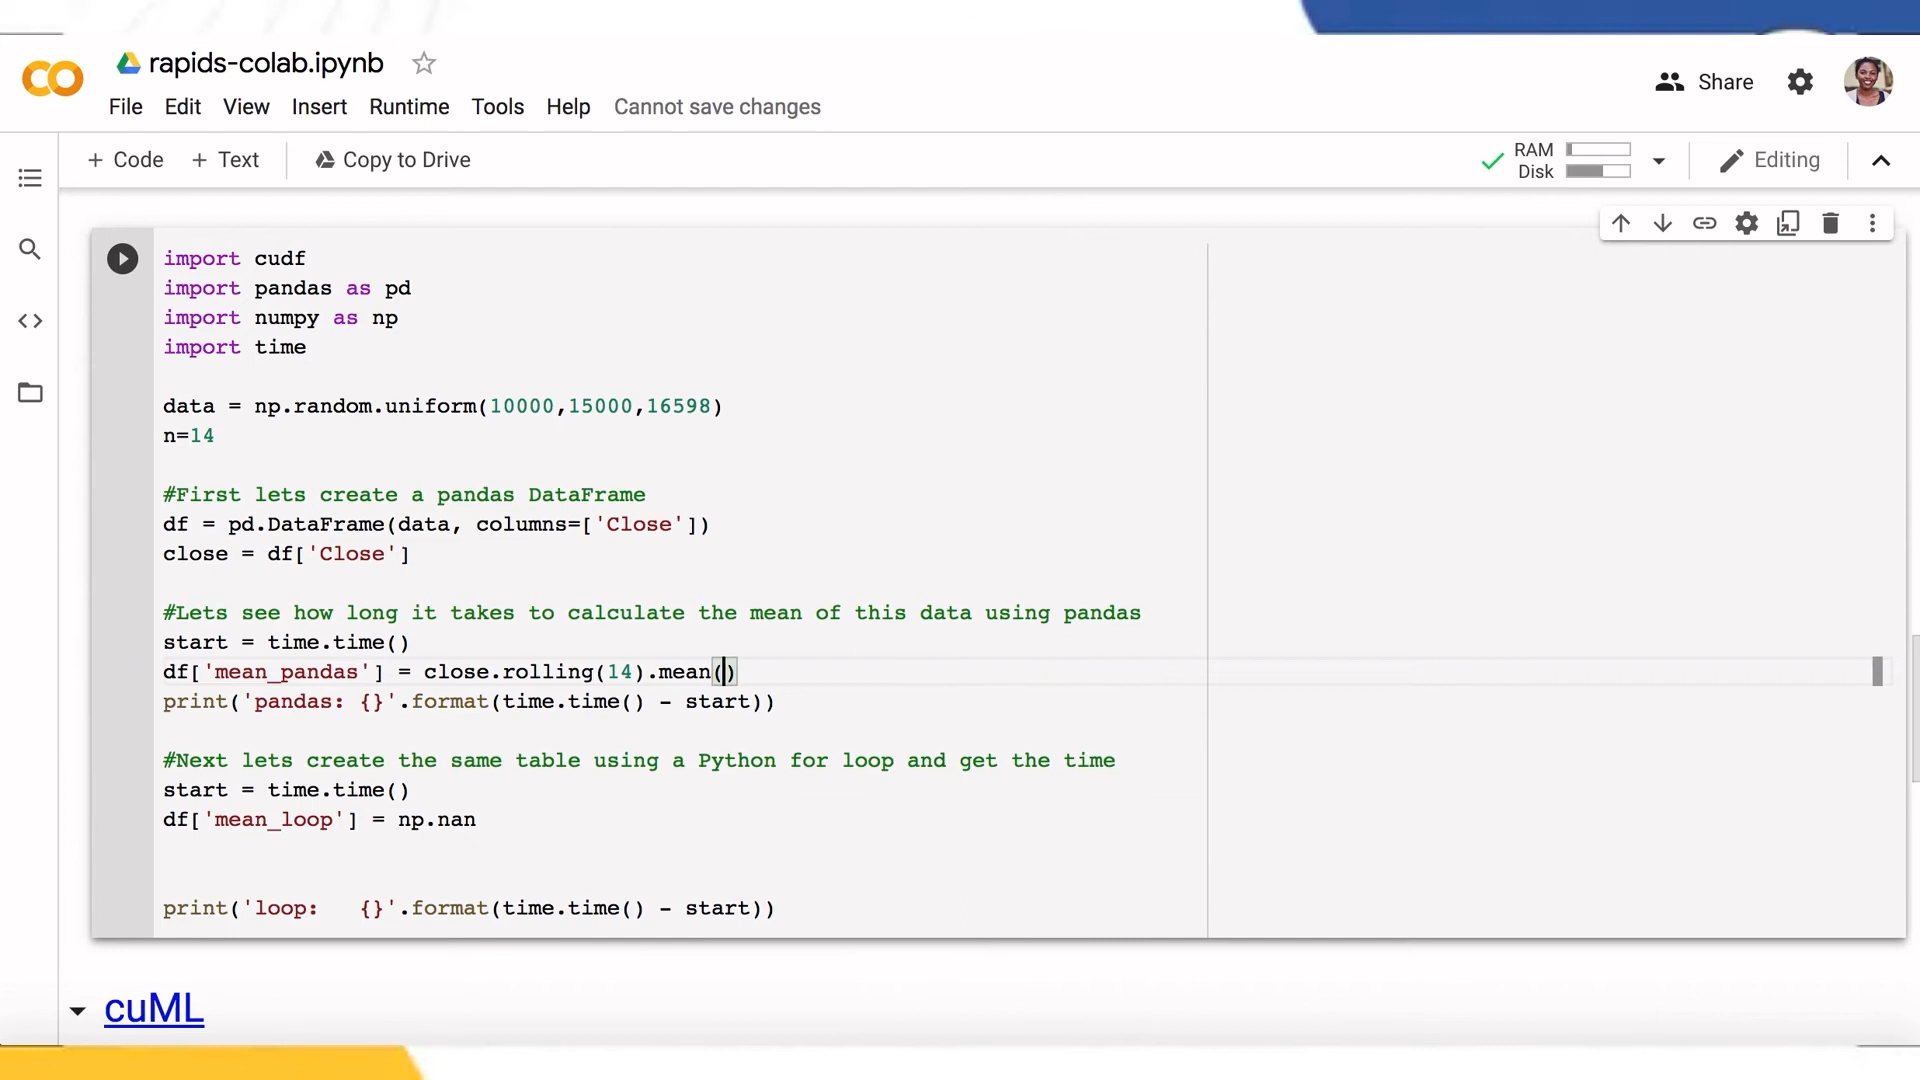 rapids-colab.ipynb
File Edit View Insert Runtime Tools Help Cannot save changes
Share
+ Code + Text Copy to Drive
RAM
Disk
Editing
import cudf
import pandas as pd
import numpy as np
import time
data = np.random.uniform(10000,15000,16598)
n=14
#First lets create a pandas DataFrame
df = pd.DataFrame(data, columns=['Close'])
close = df['Close']
#Lets see how long it takes to calculate the mean of this data using pandas
start = time.time()
df['mean_pandas'] = close.rolling(14).mean()
print('pandas: {}'.format(time.time() - start))
#Next lets create the same table using a Python for loop and get the time
start = time.time()
df['mean_loop'] = np.nan
print('loop:   {}'.format(time.time() - start))
cuML